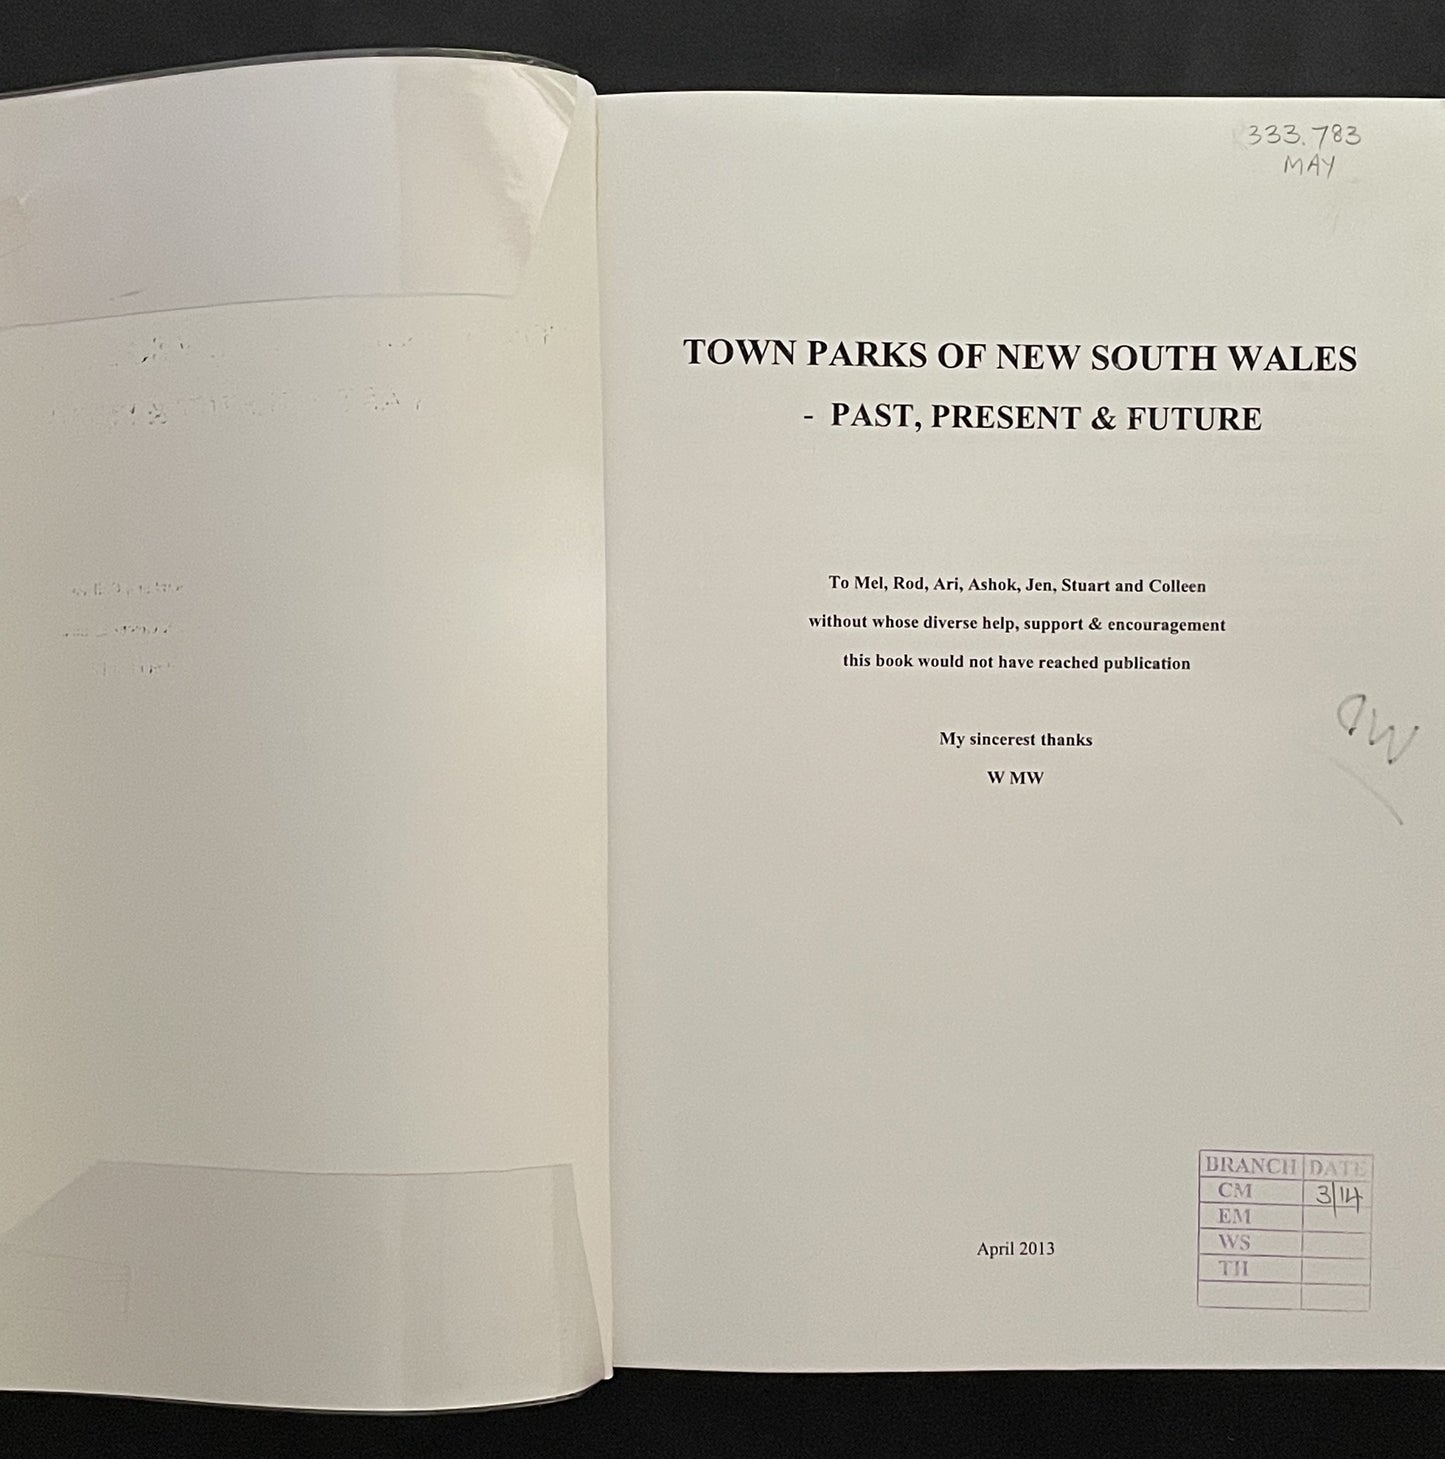 333.783
MAY
TOWN PARKS OF NEW SOUTH WALES
- PAST, PRESENT & FUTURE
To Mel, Rod, Ari, Ashok, Jen, Stuart and Colleen
without whose diverse help, support & encouragement
this book would not have reached publication
My sincerest thanks
W MW
April 2013
BRANCH DATE
CM 3/14
EM
WS
TH